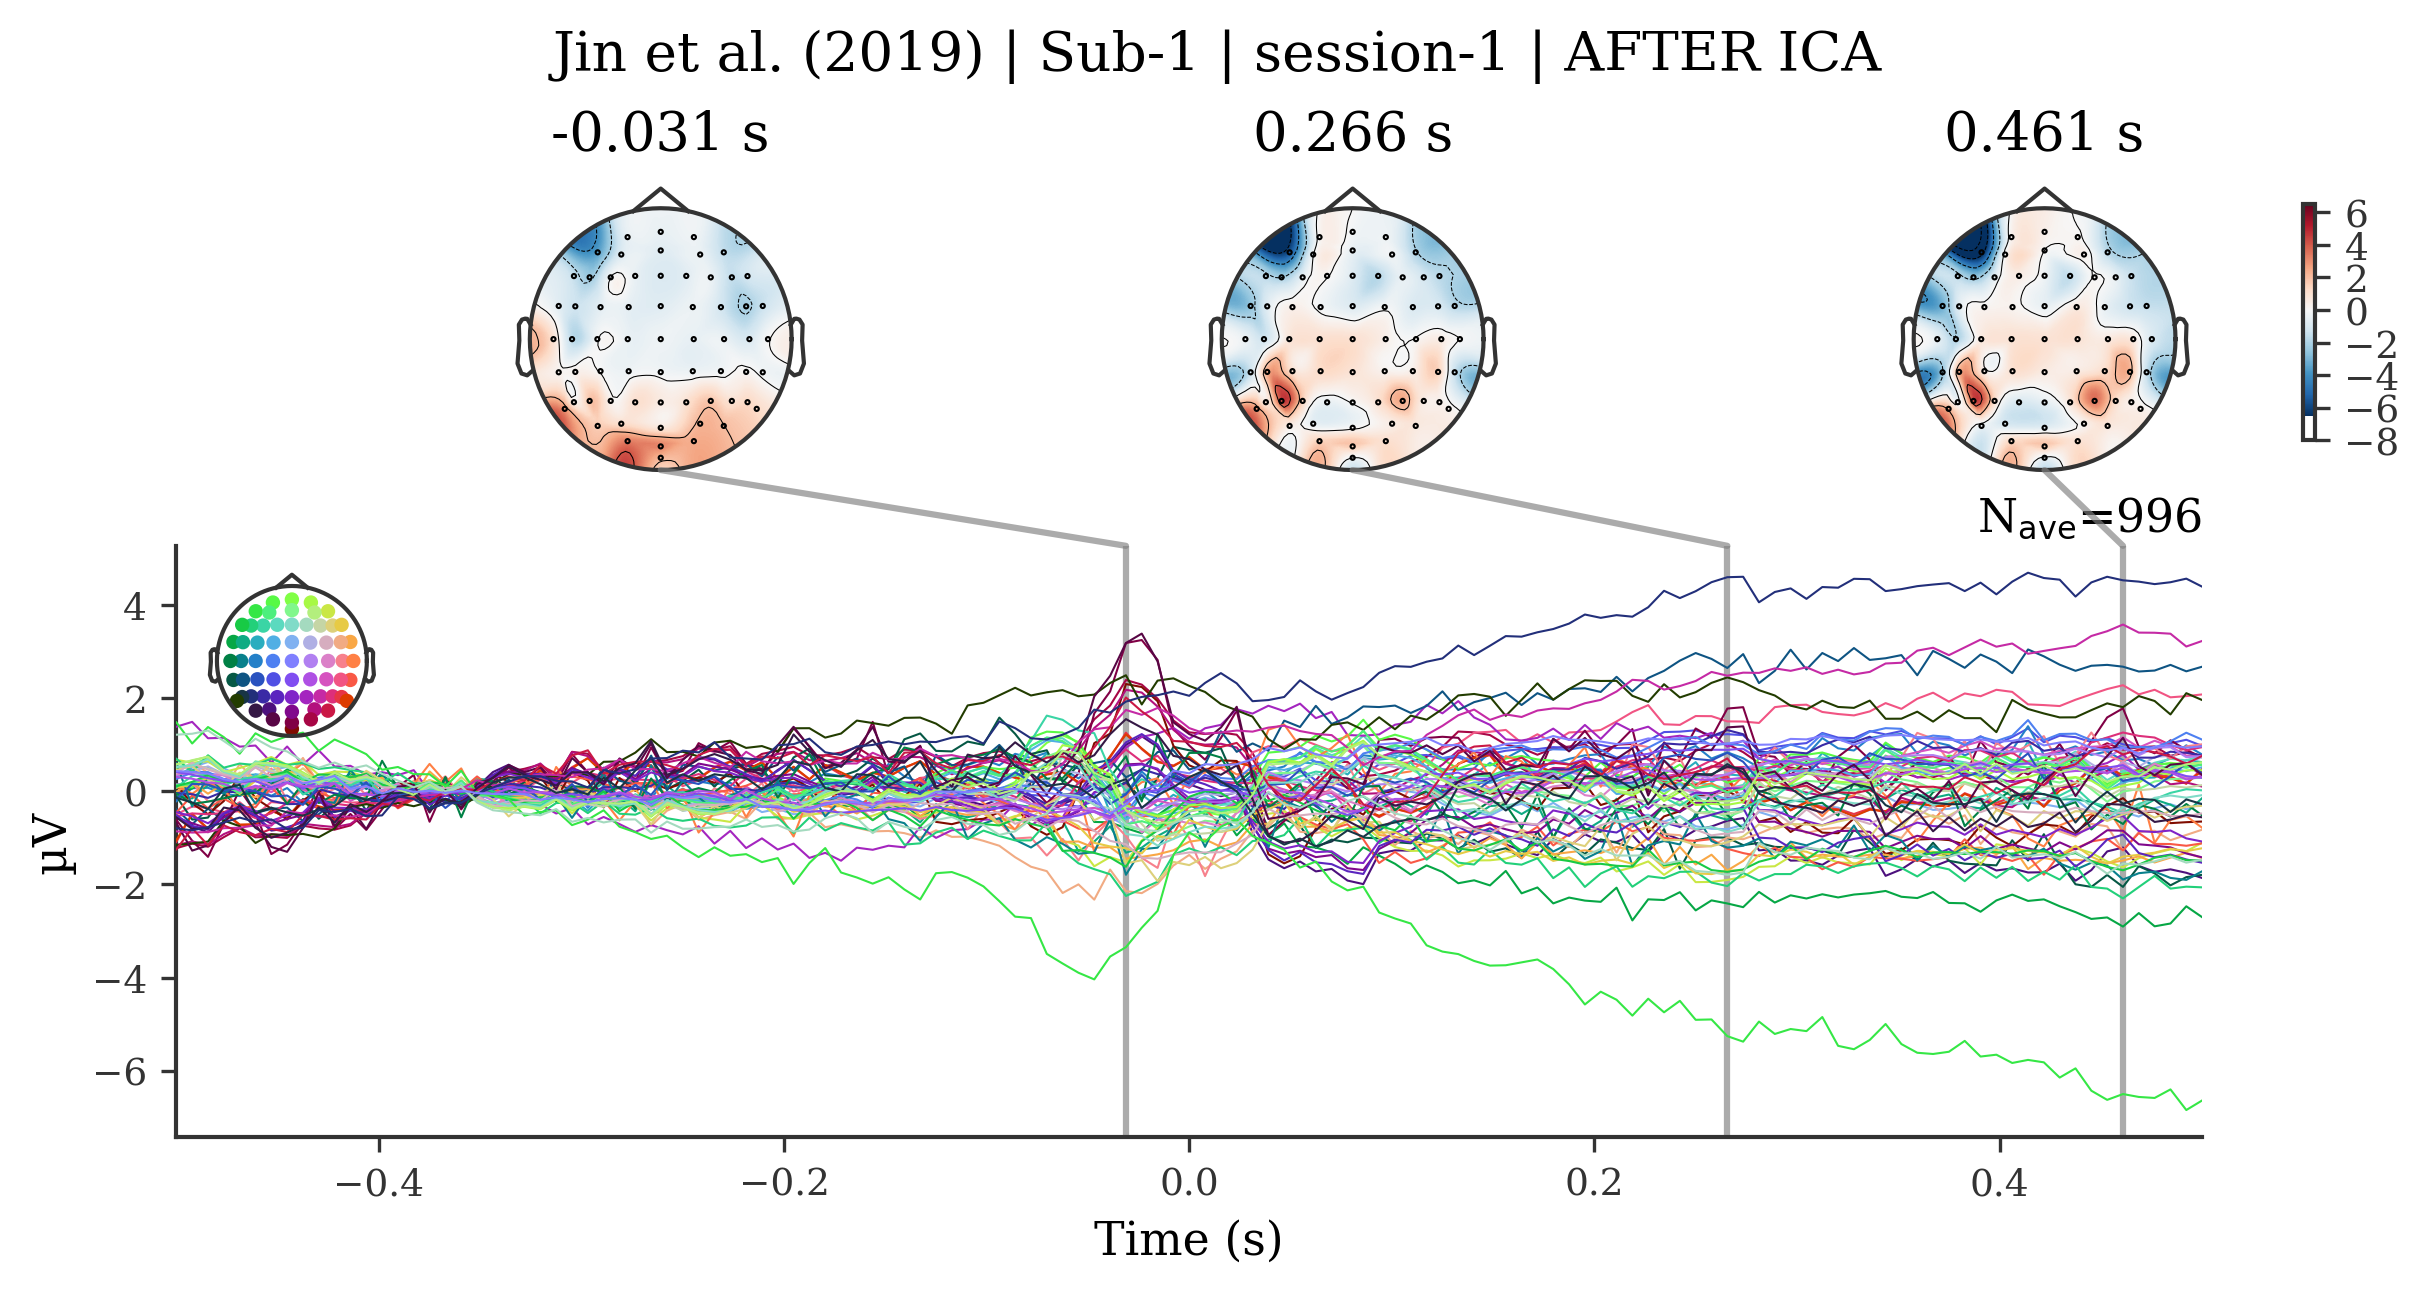 Jin et al. (2019) | Sub-1 | session-1 | AFTER ICA
-0.031 s
0.266 s
0.461 s
6
4
2
0
−2
−4
−6
−8
Nave=996
4
2
0
−2
−4
−6
µV
−0.4
−0.2
0.0
0.2
0.4
Time (s)